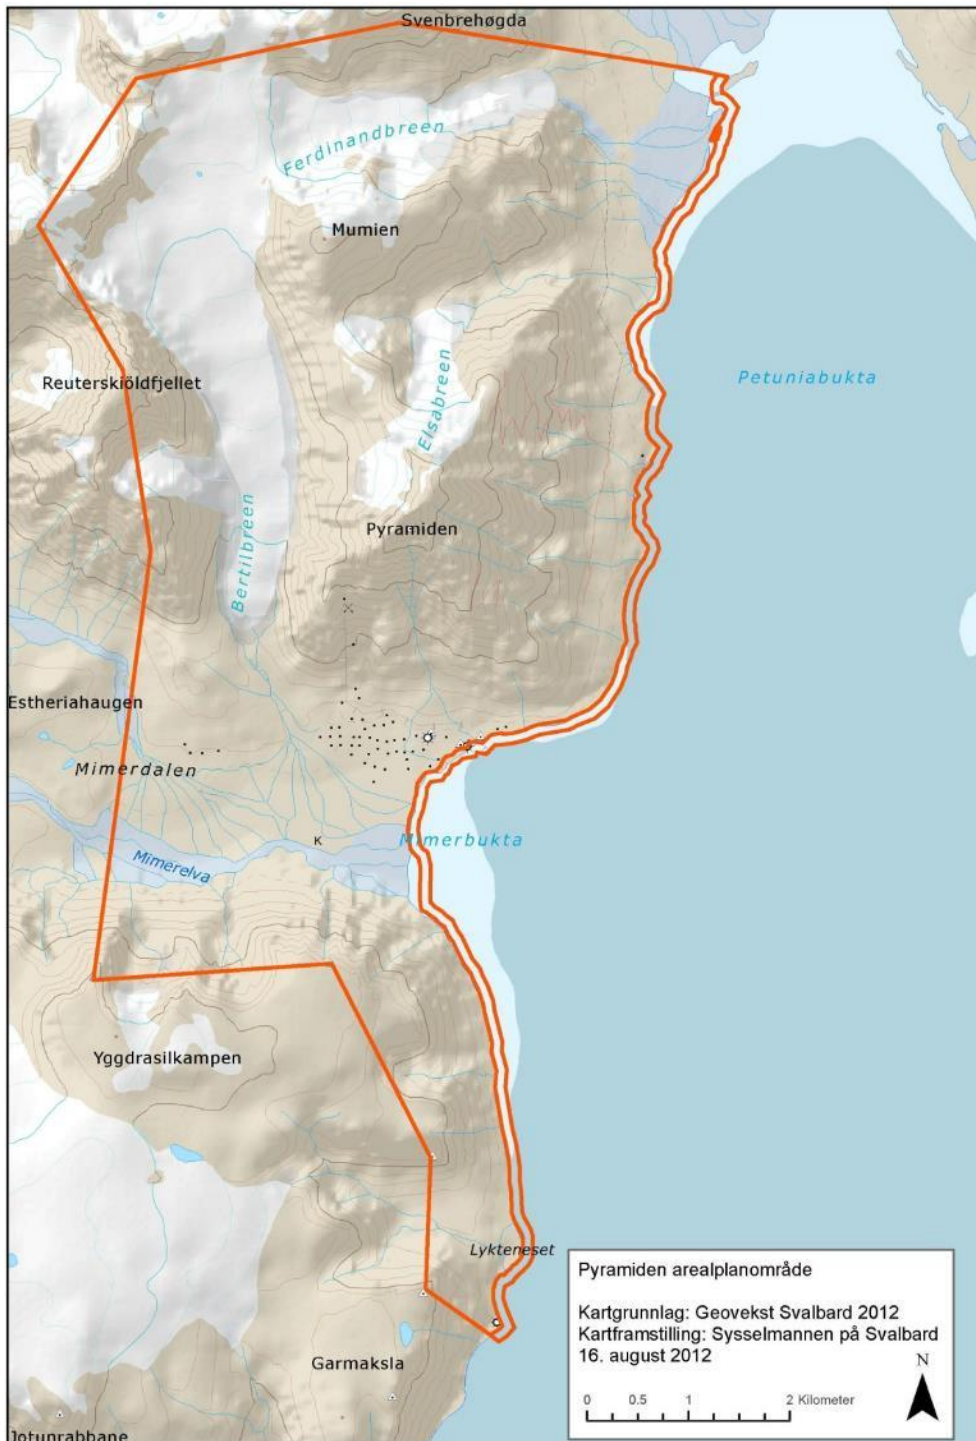 Svenbrehøgda
Ferdinandbreen
Mumien
Reuterskiöldfjellet
Petuniabukta
Elsabreen
Pyramiden
Bertilbreen
Estheriahaugen
Mimerdalen
Mimerbukta
K
Mimerelva
Yggdrasilkampen
Lykteneset
Pyramiden arealplanområde
Kartgrunnlag: Geovekst Svalbard 2012
Kartframstilling: Sysselmannen på Svalbard
16. august 2012
N
Garmaksla
0 0.5 1 2 Kilometer
Jotunrabbane